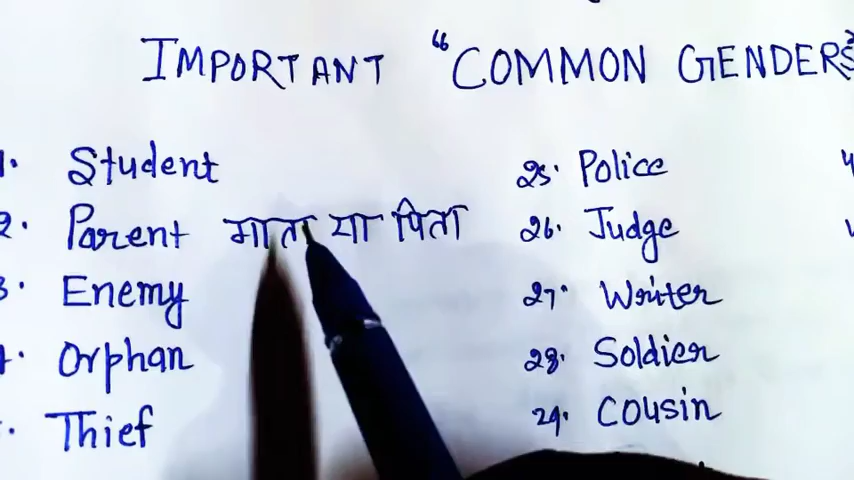 IMPORTANT "COMMON GENDERS"
1. Student
2. Parent माता या पिता
3. Enemy
4. Orphan
Thief
25. Police
26. Judge
27. Writer
28. Soldier
29. Cousin